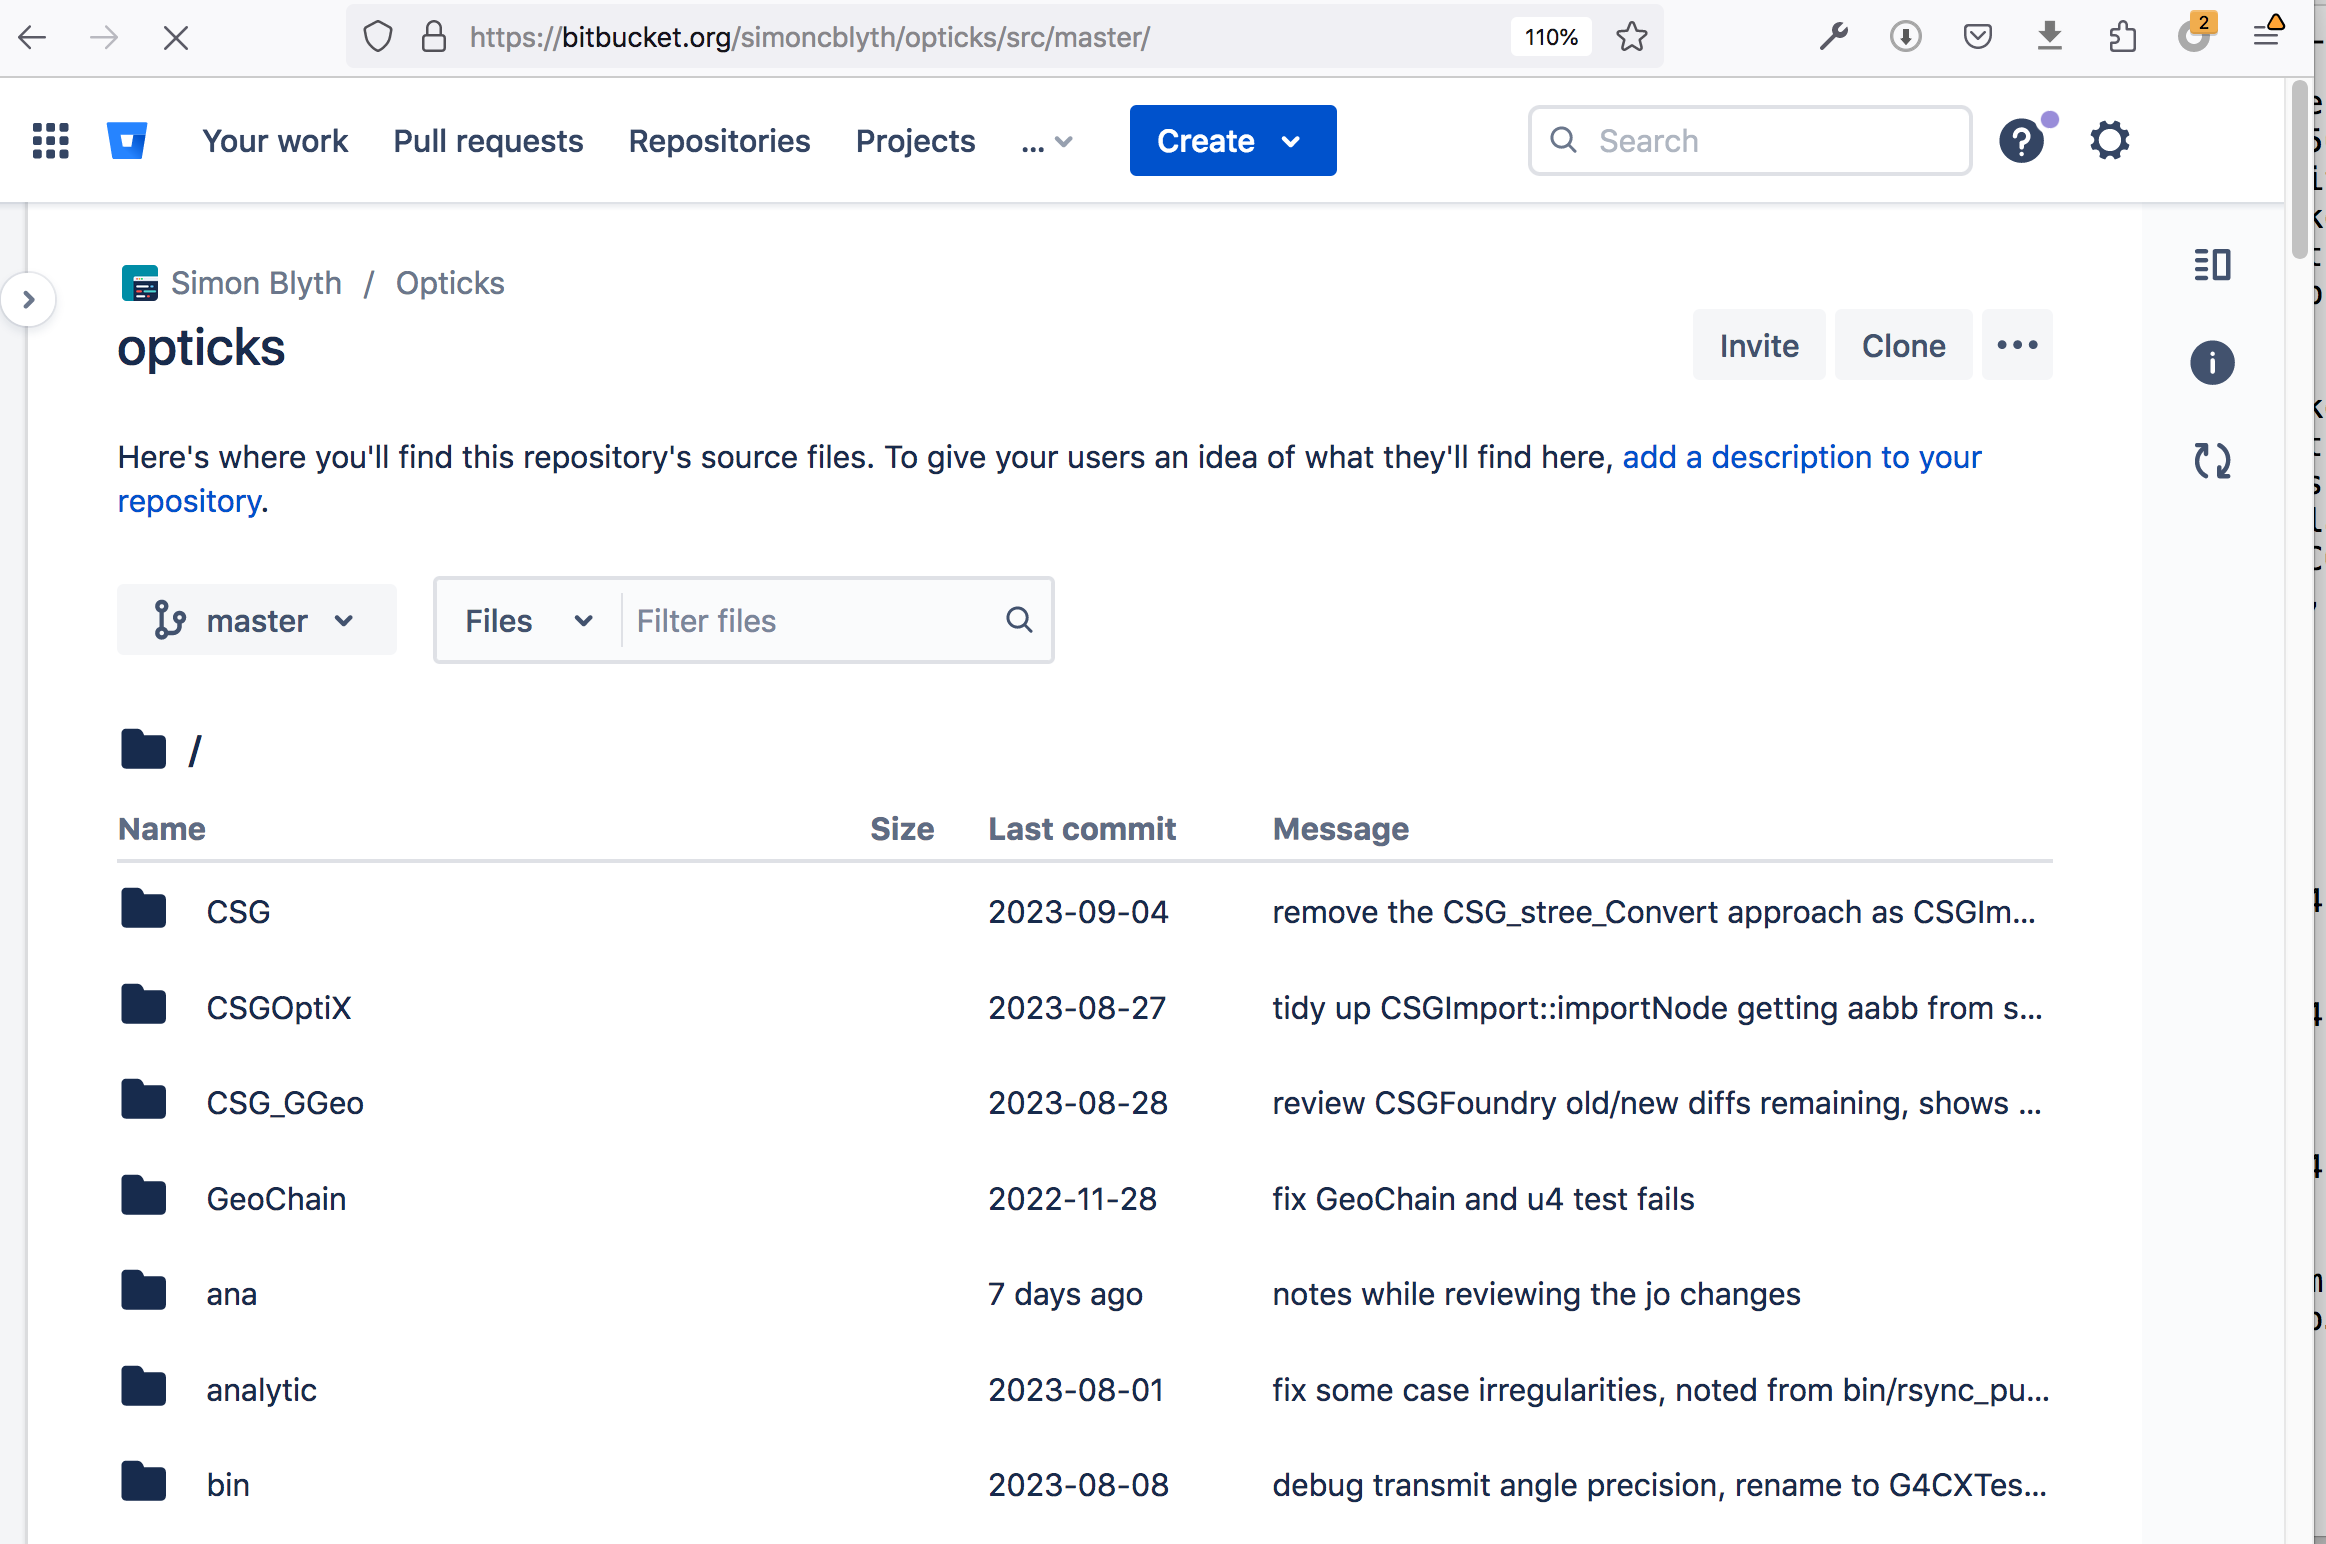 https://bitbucket.org/simoncblyth/opticks/src/master/
110%
2
Your work Pull requests Repositories Projects ... Create Search
Simon Blyth / Opticks
opticks
Invite Clone
Here's where you'll find this repository's source files. To give your users an idea of what they'll find here, add a description to your
repository.
master Files Filter files
/
Name Size Last commit Message
CSG 2023-09-04 remove the CSG_stree_Convert approach as CSGIm...
CSGOptiX 2023-08-27 tidy up CSGImport::importNode getting aabb from s...
CSG_GGeo 2023-08-28 review CSGFoundry old/new diffs remaining, shows ...
GeoChain 2022-11-28 fix GeoChain and u4 test fails
ana 7 days ago notes while reviewing the jo changes
analytic 2023-08-01 fix some case irregularities, noted from bin/rsync_pu...
bin 2023-08-08 debug transmit angle precision, rename to G4CXTes...